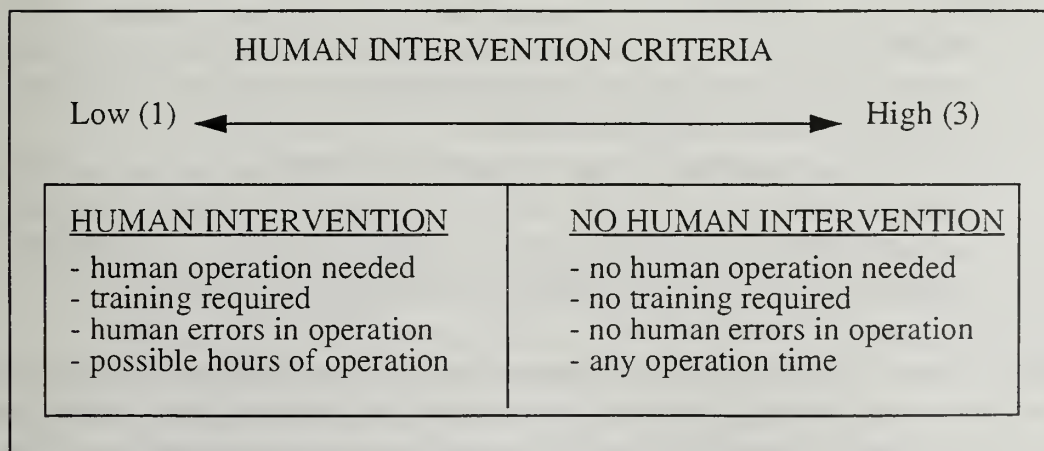 HUMAN INTERVENTION CRITERIA
Low (1) High (3)
HUMAN INTERVENTION
- human operation needed
- training required
- human errors in operation
- possible hours of operation
NO HUMAN INTERVENTION
- no human operation needed
- no training required
- no human errors in operation
- any operation time